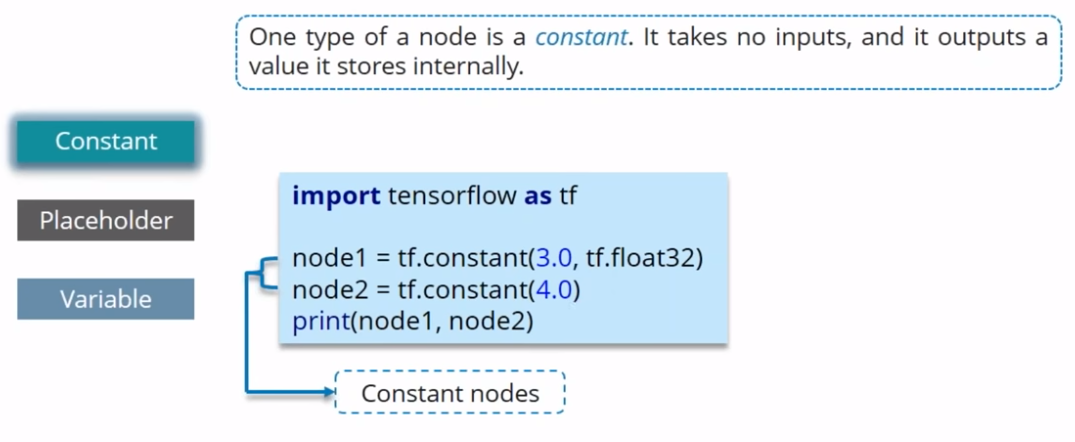 One type of a node is a constant. It takes no inputs, and it outputs a
value it stores internally.
Constant
Placeholder
Variable
import tensorflow as tf
node1 = tf.constant(3.0, tf.float32)
node2 = tf.constant(4.0)
print(node1, node2)
Constant nodes